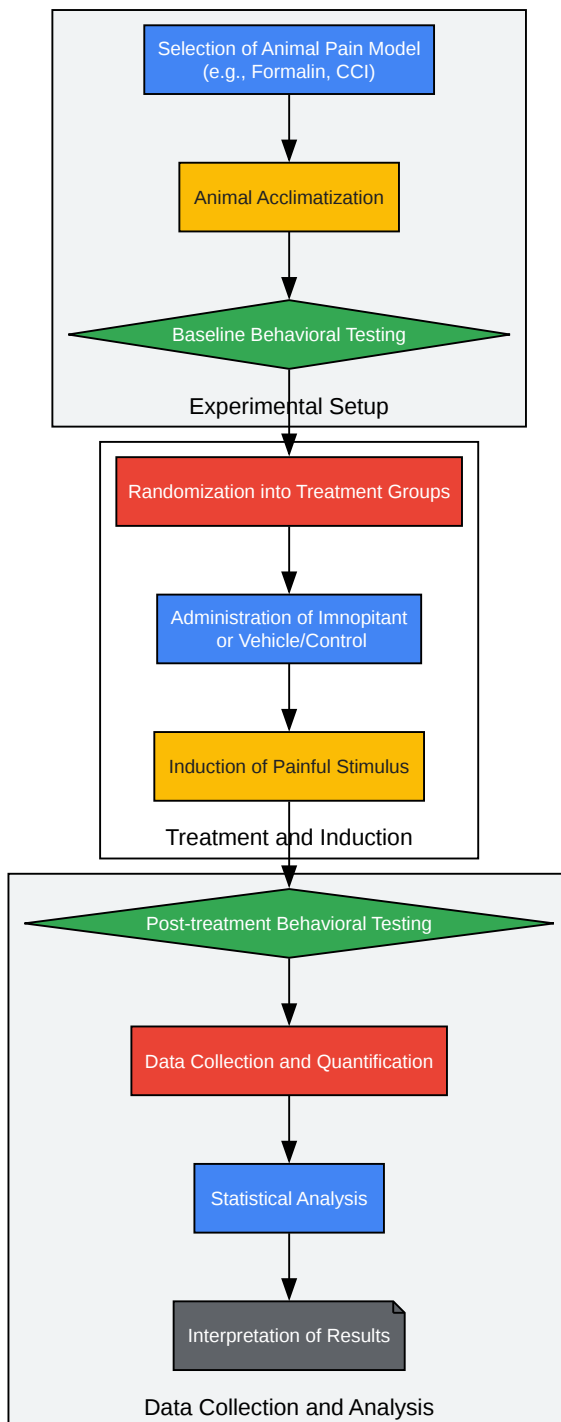 Selection of Animal Pain Model
(e.g., Formalin, CCI)
Animal Acclimatization
Baseline Behavioral Testing
Experimental Setup
Randomization into Treatment Groups
Administration of Imnopitant
or Vehicle/Control
Induction of Painful Stimulus
Treatment and Induction
Post-treatment Behavioral Testing
Data Collection and Quantification
Statistical Analysis
Interpretation of Results
Data Collection and Analysis